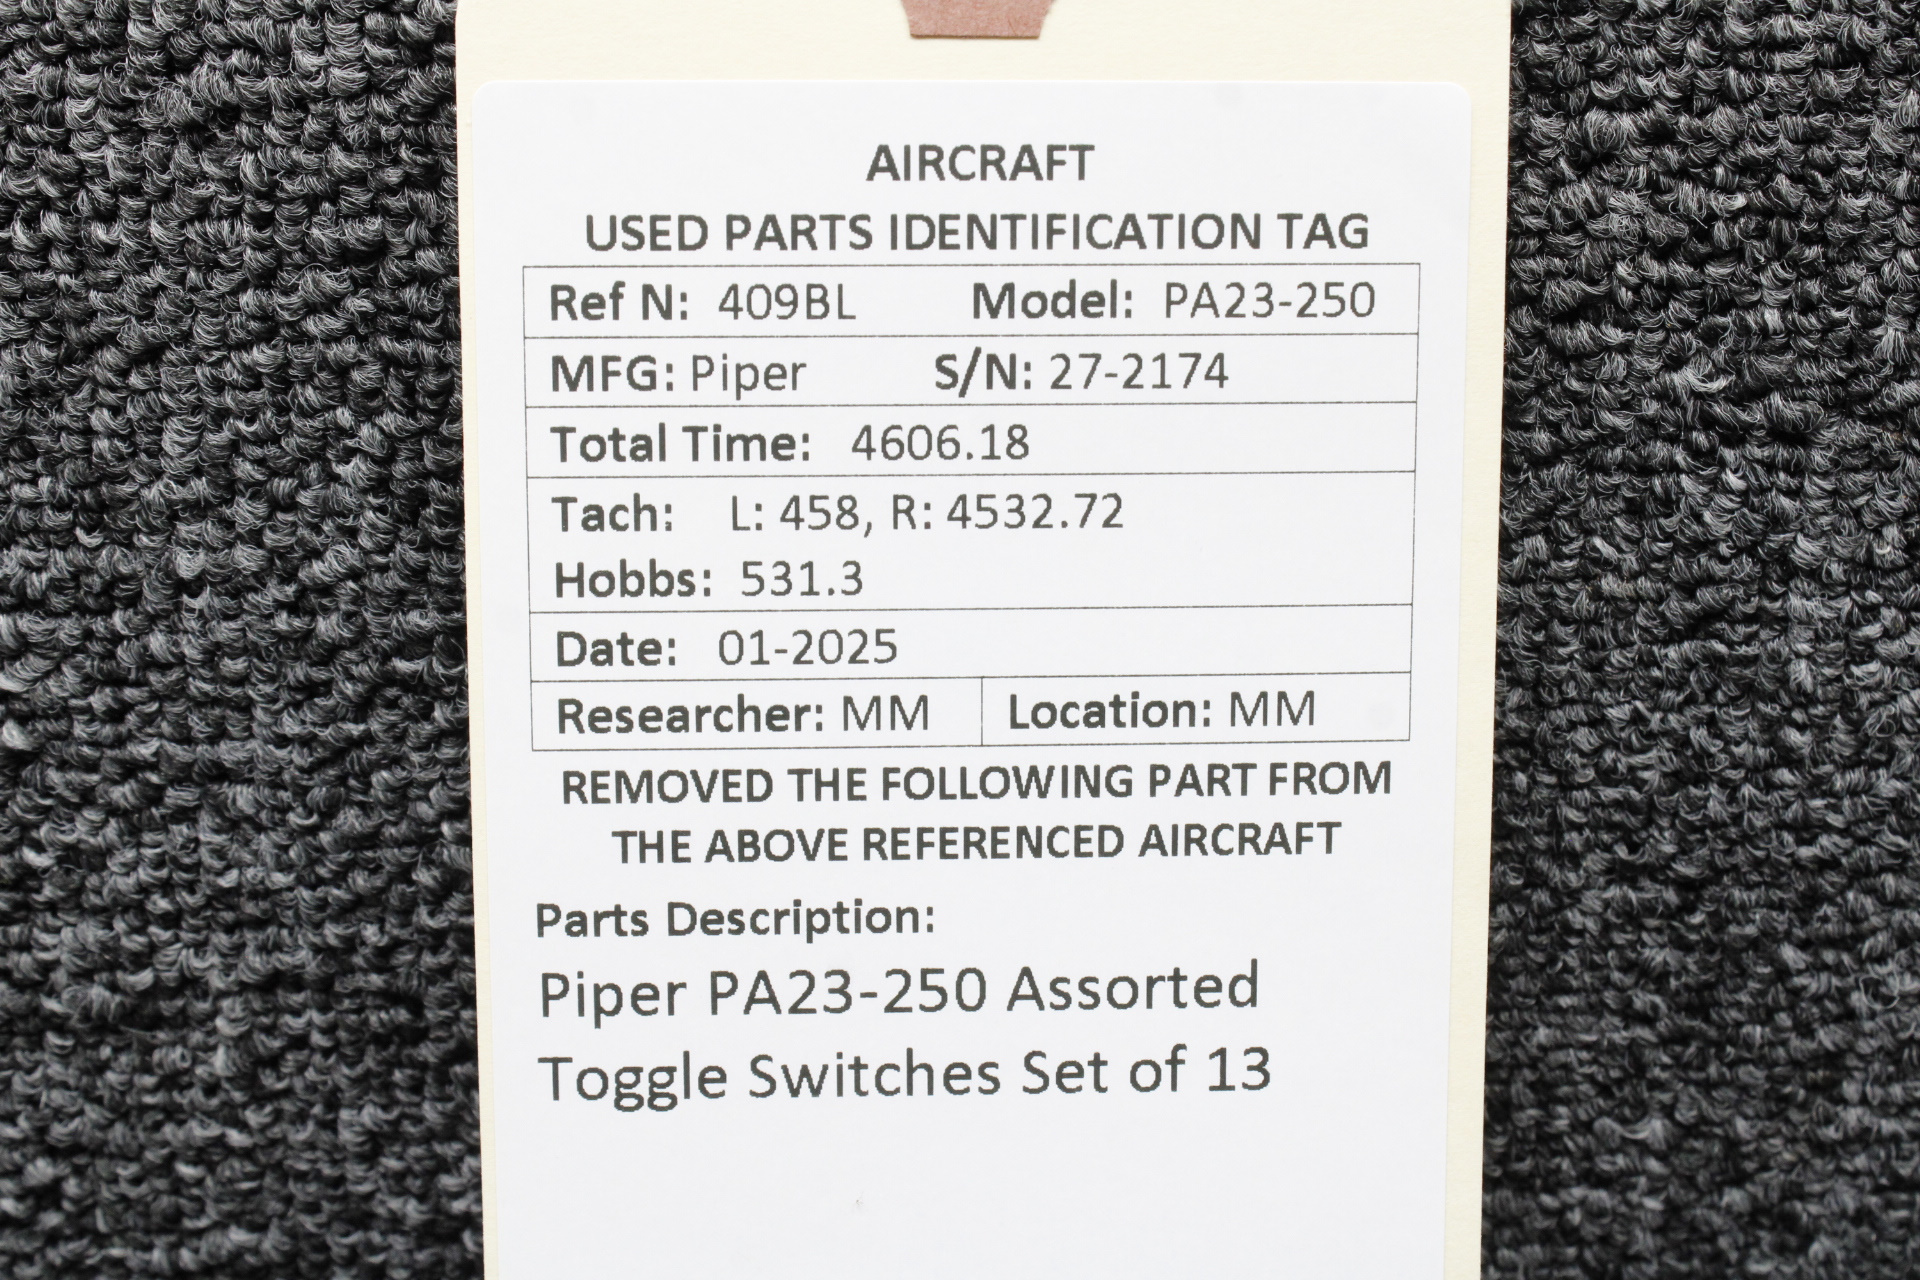 AIRCRAFT
USED PARTS IDENTIFICATION TAG
Ref N: 409BL Model: PA23-250
MFG: Piper S/N: 27-2174
Total Time: 4606.18
Tach: L: 458, R: 4532.72
Hobbs: 531.3
Date: 01-2025
Researcher: MM Location: MM
REMOVED THE FOLLOWING PART FROM
THE ABOVE REFERENCED AIRCRAFT
Parts Description:
Piper PA23-250 Assorted
Toggle Switches Set of 13